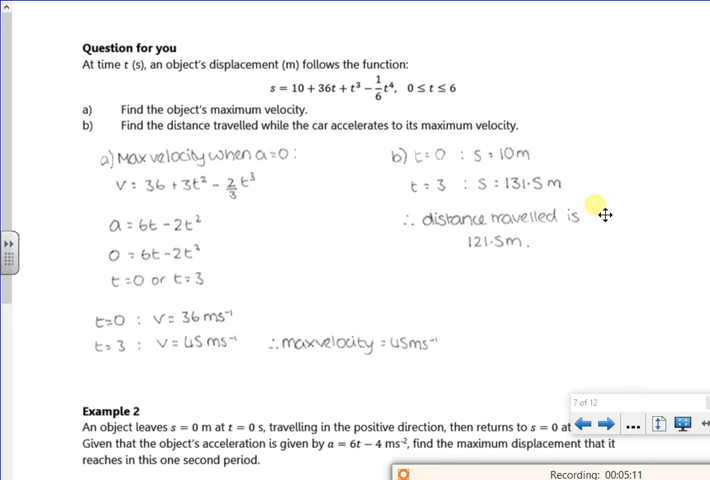 Question for you
At time t (s), an object's displacement (m) follows the function:
s = 10 + 36t + t³ − 1/6 t⁴, 0 ≤ t ≤ 6
a) Find the object's maximum velocity.
b) Find the distance travelled while the car accelerates to its maximum velocity.
a) Max velocity when a=0:
v = 36 + 3t² - 2/3 t³
a = 6t - 2t²
0 = 6t - 2t²
t=0 or t=3
t=0 : v= 36 ms⁻¹
t=3 : v=45 ms⁻¹ ∴ max velocity = 45ms⁻¹
b) t=0 : s=10m
t=3 : s=131.5m
∴ distance travelled is
121.5m.
Example 2
An object leaves s = 0 m at t = 0 s, travelling in the positive direction, then returns to s = 0 at
Given that the object's acceleration is given by a = 6t − 4 ms⁻², find the maximum displacement that it
reaches in this one second period.
7 of 12
Recording: 00:05:11